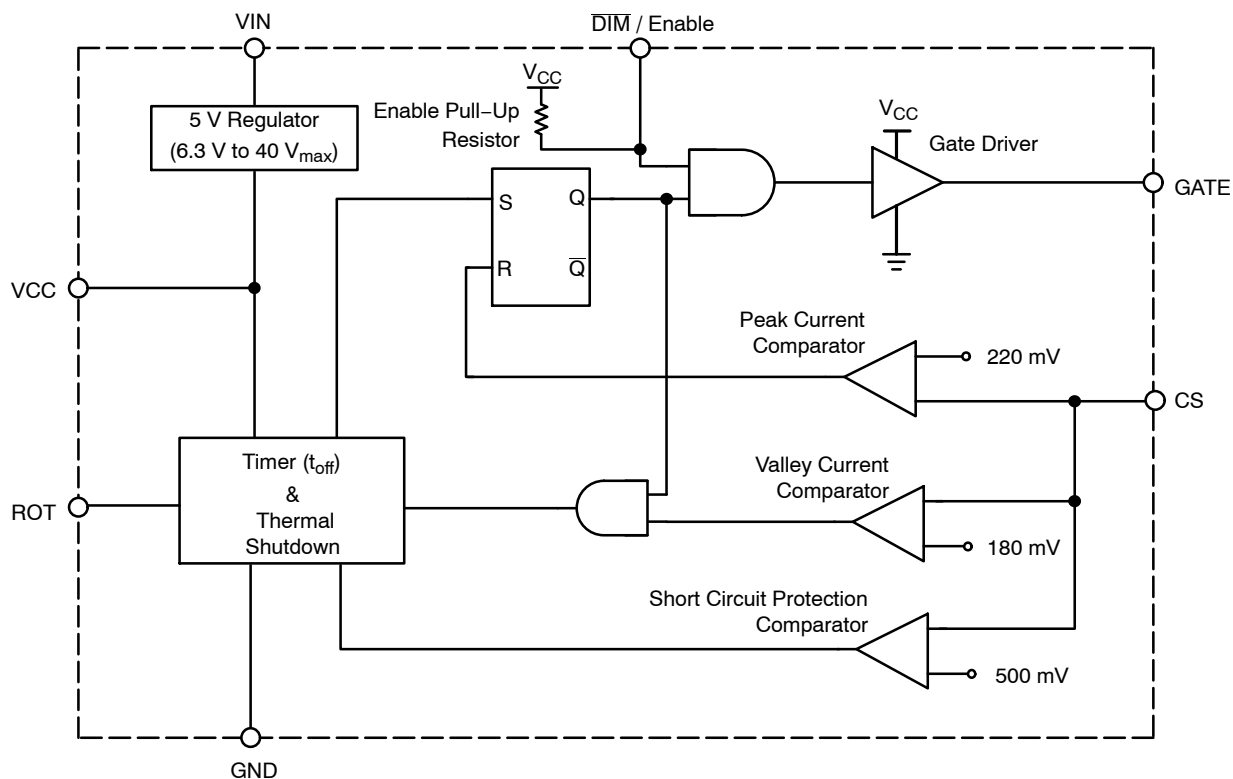 VIN
D̅I̅M̅ / Enable
VCC
Enable Pull–Up
Resistor
5 V Regulator
(6.3 V to 40 Vmax)
VCC
Gate Driver
GATE
S
Q
R
Q̅
VCC
Peak Current
Comparator
220 mV
CS
Timer (toff)
&
Thermal
Shutdown
ROT
Valley Current
Comparator
180 mV
Short Circuit Protection
Comparator
500 mV
GND